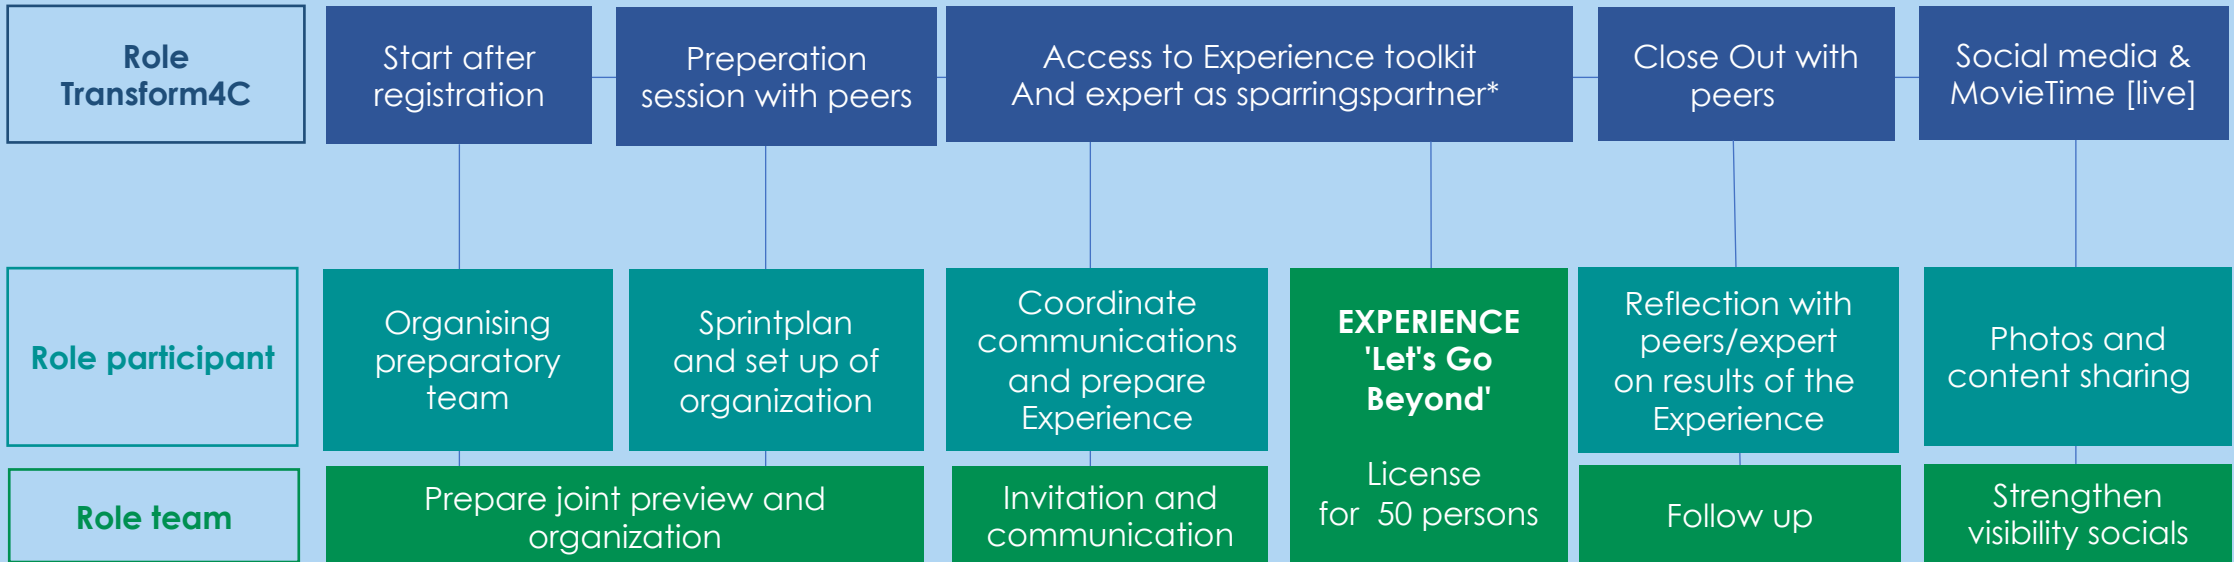 Role
Transform4C
Start after
registration
Preperation
session with peers
Access to Experience toolkit
And expert as sparringspartner*
Close Out with
peers
Social media &
MovieTime [live]
Role participant
Organising
preparatory
team
Sprintplan
and set up of
organization
Coordinate
communications
and prepare
Experience
EXPERIENCE
'Let's Go
Beyond'
License
for 50 persons
Reflection with
peers/expert
on results of the
Experience
Photos and
content sharing
Role team
Prepare joint preview and
organization
Invitation and
communication
Follow up
Strengthen
visibility socials